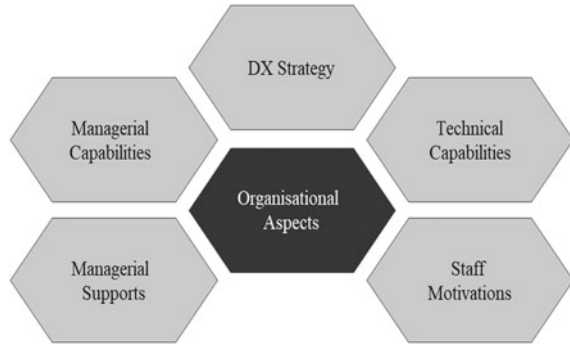 DX Strategy
Managerial
Capabilities
Technical
Capabilities
Organisational
Aspects
Managerial
Supports
Staff
Motivations